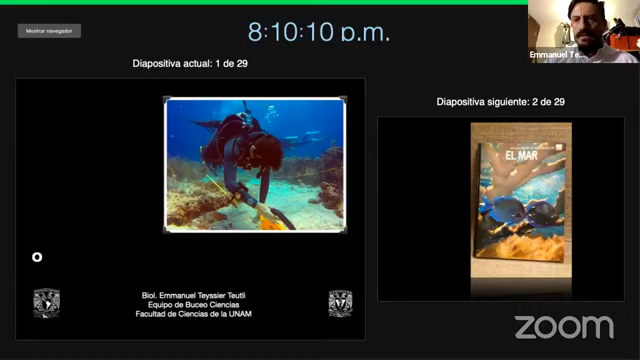 Mostrar navegador
8:10:10 p.m.
Emmanuel Te...
Diapositiva actual: 1 de 29
Diapositiva siguiente: 2 de 29
EL MAR
o
Biol. Emmanuel Teyssier Teutli
Equipo de Buceo Ciencias
Facultad de Ciencias de la UNAM
zoom